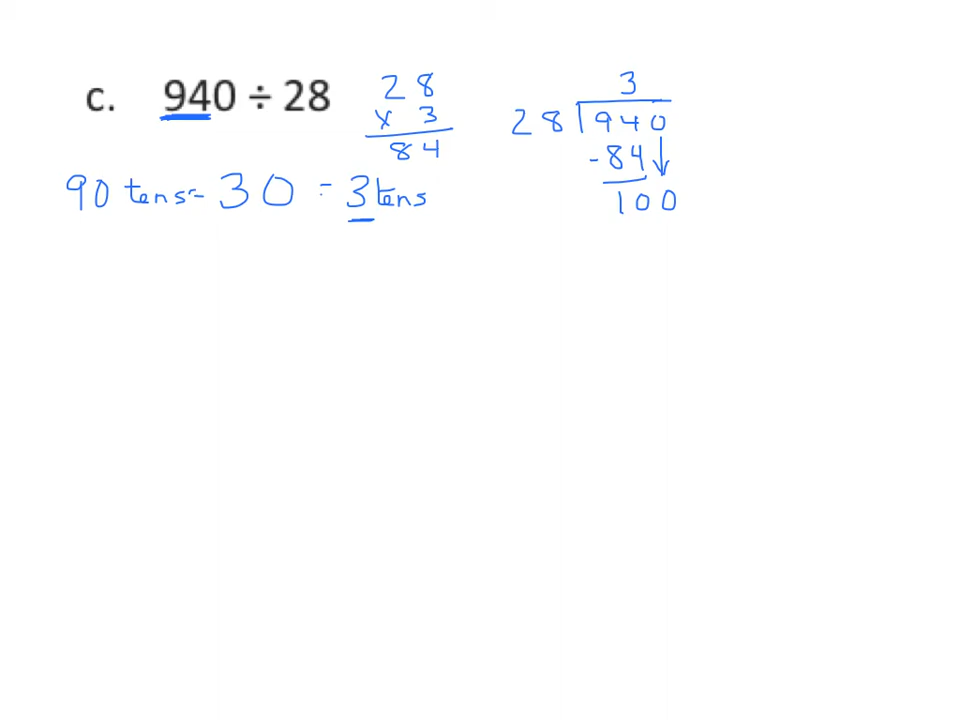 c. 940 ÷ 28
28
x 3
84
90 tens ÷ 30 = 3 tens
3
28 940
-84
100